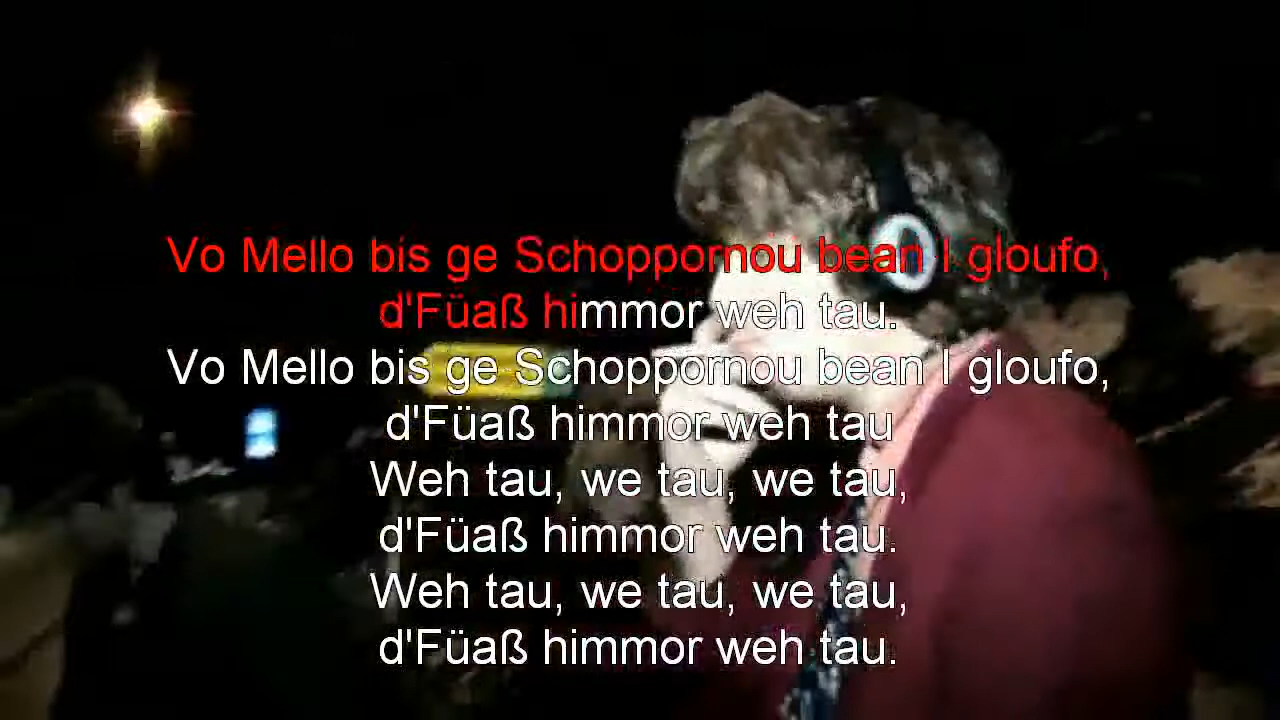 Vo Mello bis ge Schoppornou bean I gloufo,
d'Füaß himmor weh tau.
Vo Mello bis ge Schoppornou bean I gloufo,
d'Füaß himmor weh tau
Weh tau, we tau, we tau,
d'Füaß himmor weh tau.
Weh tau, we tau, we tau,
d'Füaß himmor weh tau.